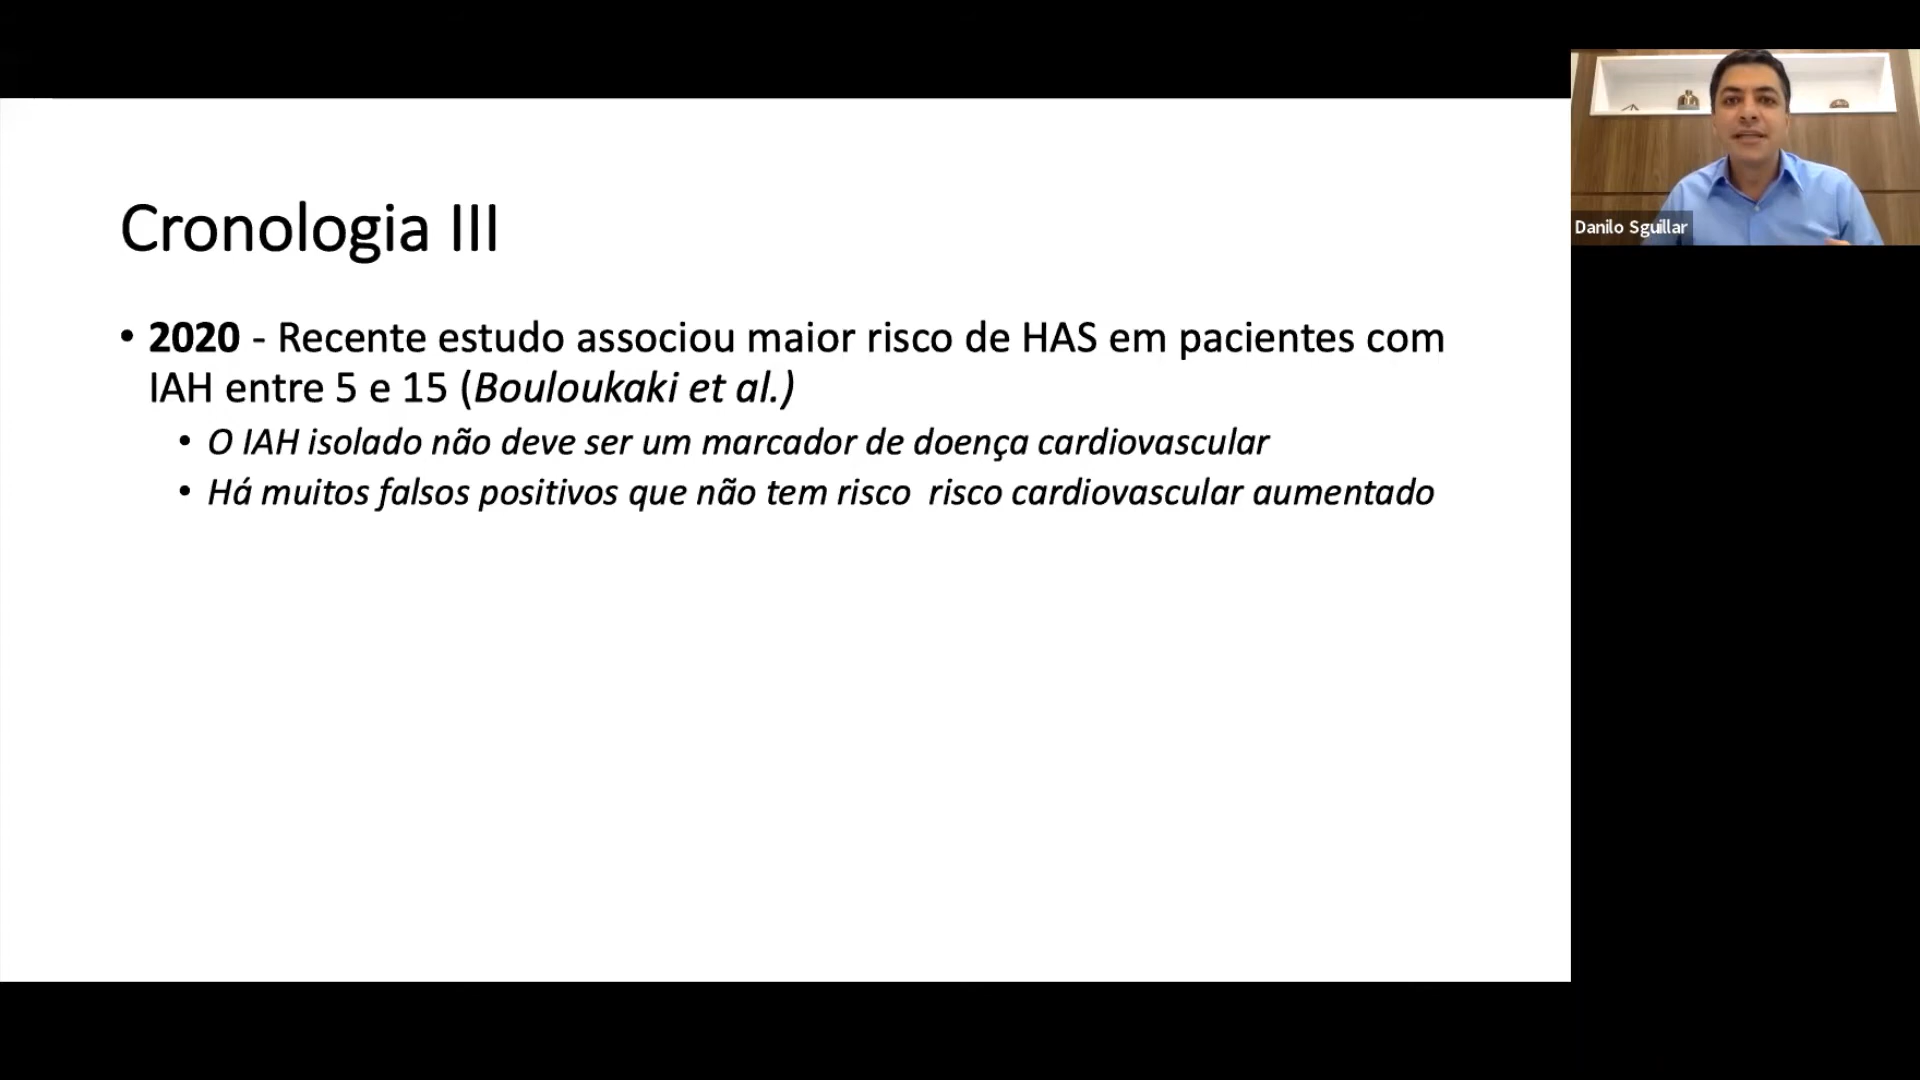 Cronologia III
• 2020 - Recente estudo associou maior risco de HAS em pacientes com
IAH entre 5 e 15 (Bouloukaki et al.)
• O IAH isolado não deve ser um marcador de doença cardiovascular
• Há muitos falsos positivos que não tem risco  risco cardiovascular aumentado
Danilo Sguillar